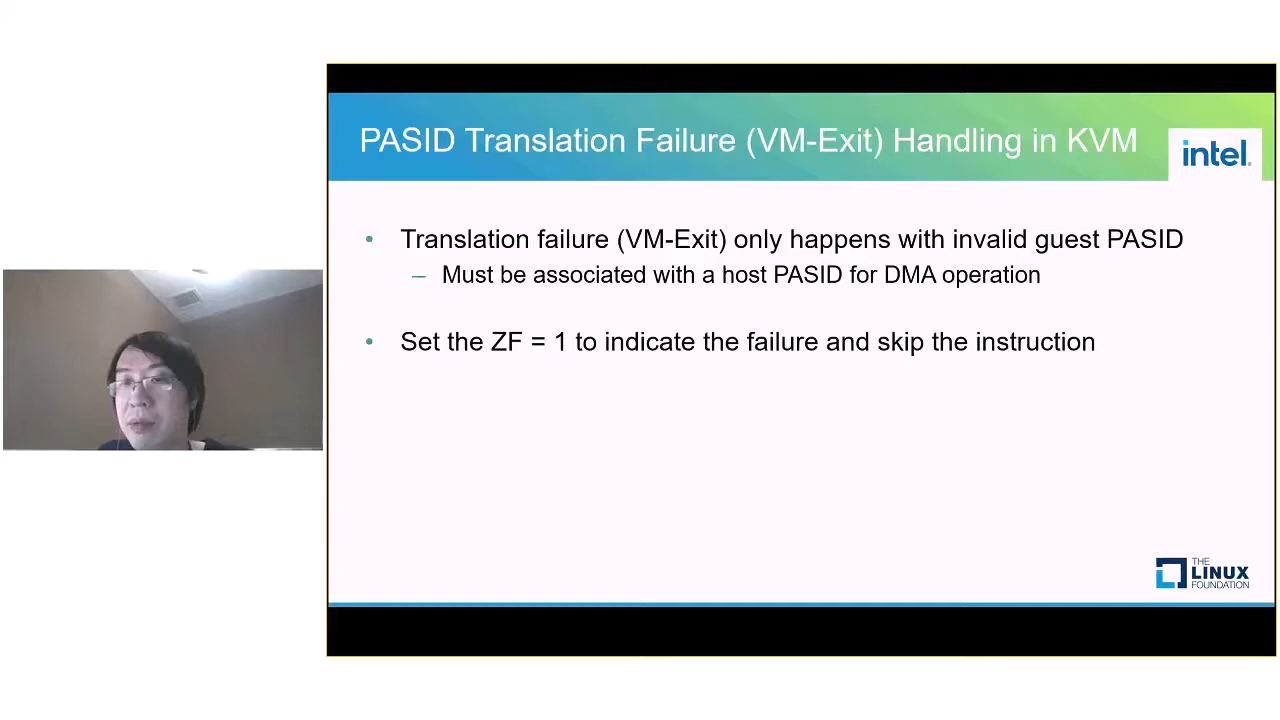 PASID Translation Failure (VM-Exit) Handling in KVM
intel.
• Translation failure (VM-Exit) only happens with invalid guest PASID
– Must be associated with a host PASID for DMA operation
• Set the ZF = 1 to indicate the failure and skip the instruction
THE
LINUX
FOUNDATION